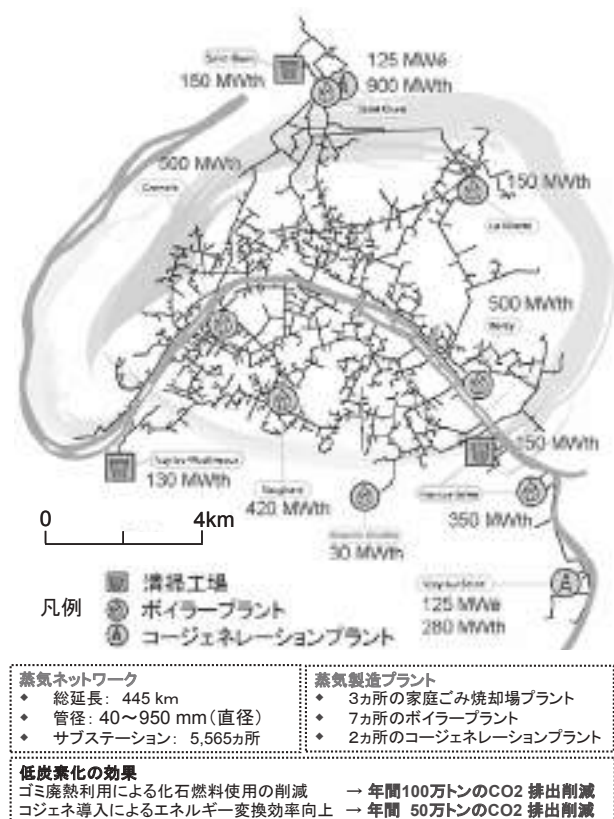 125 MWé
150 MWth
900 MWth
500 MWth
150 MWth
500 MWth
150 MWth
130 MWth
420 MWth
350 MWth
30 MWth
0 4km
125 MWé
280 MWth
凡例
清掃工場
ボイラープラント
コージェネレーションプラント
蒸気ネットワーク
◆ 総延長: 445 km
◆ 管径: 40～950 mm(直径)
◆ サブステーション: 5,565ヵ所
蒸気製造プラント
◆ 3ヵ所の家庭ごみ焼却場プラント
◆ 7ヵ所のボイラープラント
◆ 2ヵ所のコージェネレーションプラント
低炭素化の効果
ゴミ廃熱利用による化石燃料使用の削減 → 年間100万トンのCO2 排出削減
コジェネ導入によるエネルギー変換効率向上 → 年間 50万トンのCO2 排出削減